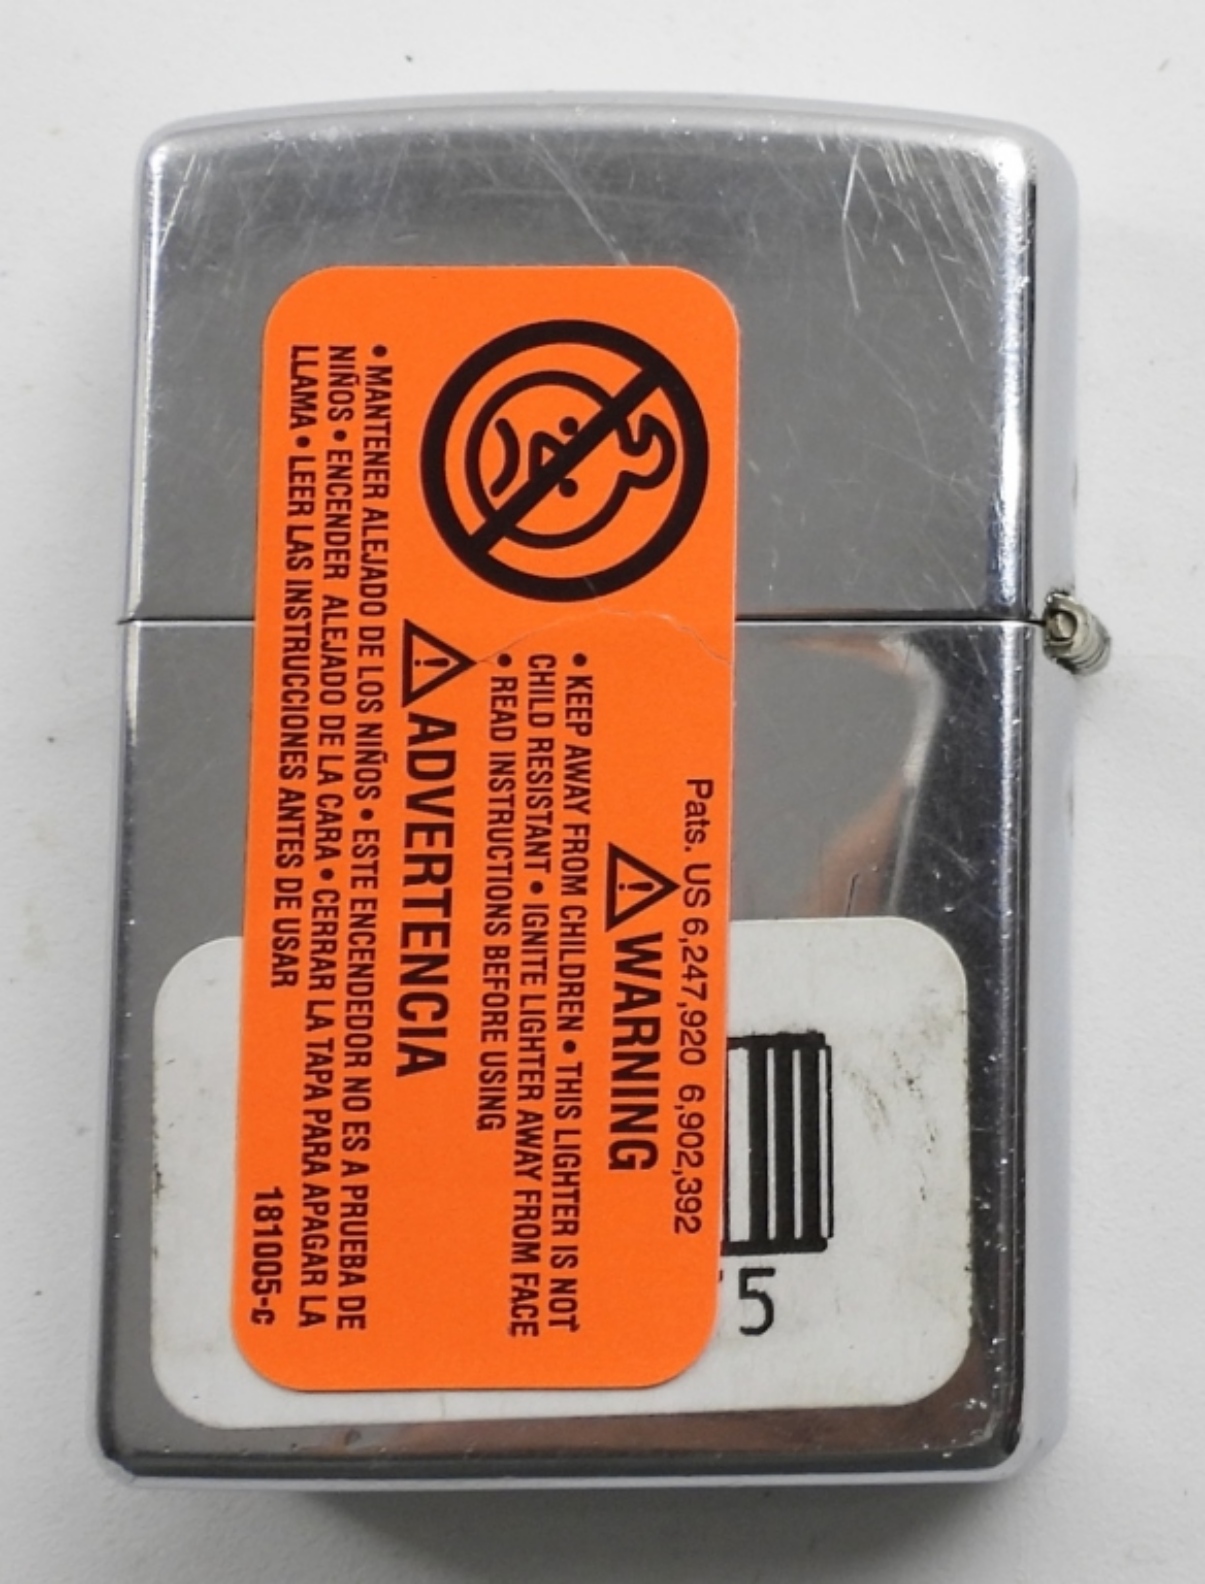 Pats. US 6,247,920 6,902,392
WARNING
• KEEP AWAY FROM CHILDREN • THIS LIGHTER IS NOT
CHILD RESISTANT • IGNITE LIGHTER AWAY FROM FACE
• READ INSTRUCTIONS BEFORE USING
ADVERTENCIA
• MANTENER ALEJADO DE LOS NIÑOS • ESTE ENCENDEDOR NO ES A PRUEBA DE
NIÑOS • ENCENDER ALEJADO DE LA CARA • CERRAR LA TAPA PARA APAGAR LA
LLAMA • LEER LAS INSTRUCCIONES ANTES DE USAR
181005-C
5